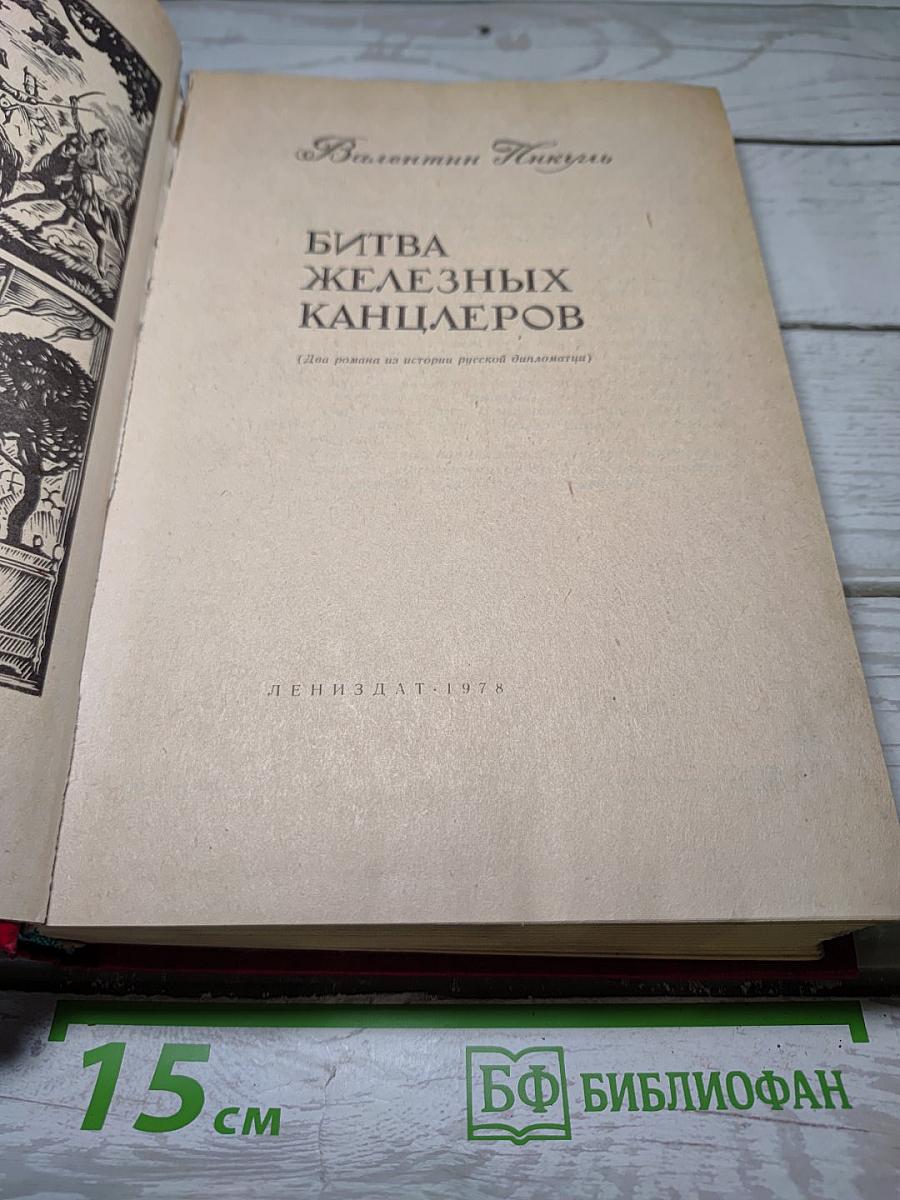 Валентин Пикуль
БИТВА
ЖЕЛЕЗНЫХ
КАНЦЛЕРОВ
(Два романа из истории русской дипломатии)
ЛЕНИЗДАТ · 1978
15 см
БФ БИБЛИОФАН